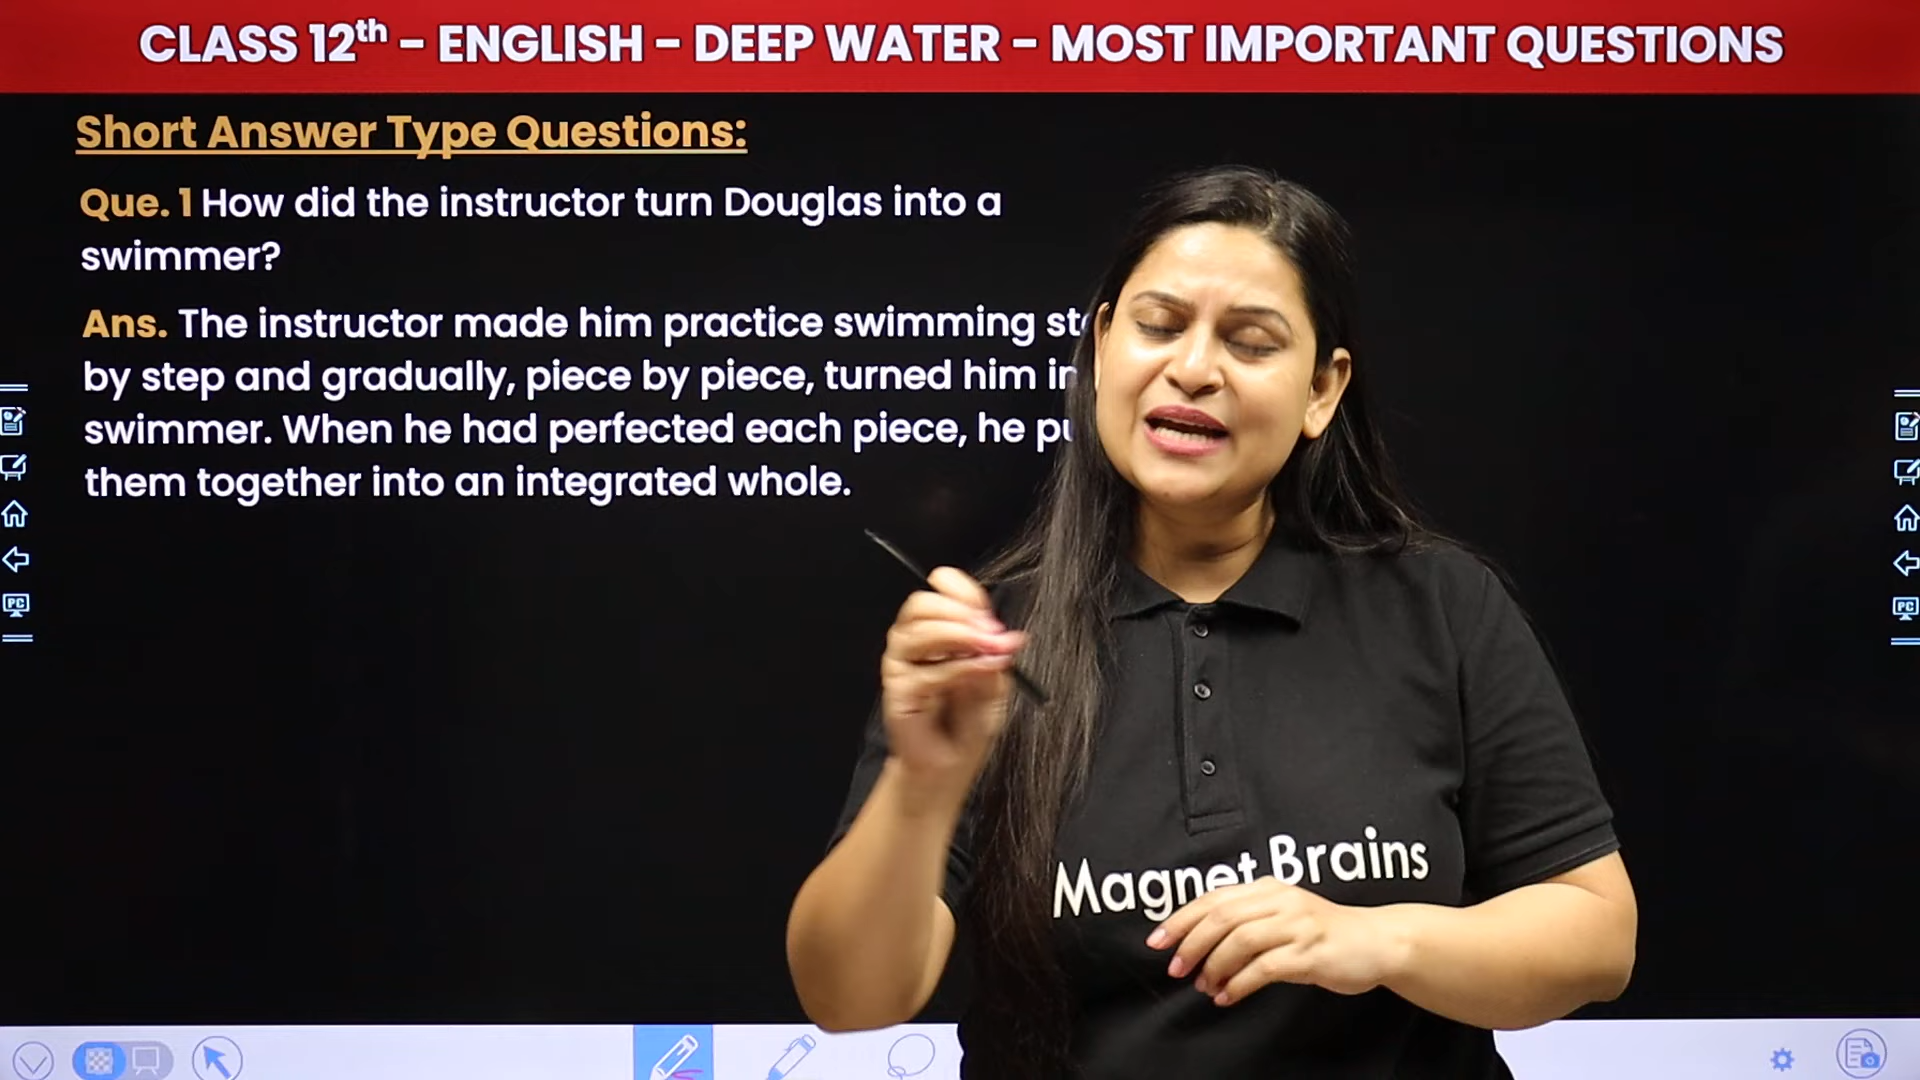 CLASS 12th – ENGLISH – DEEP WATER – MOST IMPORTANT QUESTIONS
Short Answer Type Questions:
Que. 1 How did the instructor turn Douglas into a
swimmer?
Ans. The instructor made him practice swimming
by step and gradually, piece by piece, turned him
swimmer. When he had perfected each piece, he
them together into an integrated whole.
PC
PC
Magnet Brains